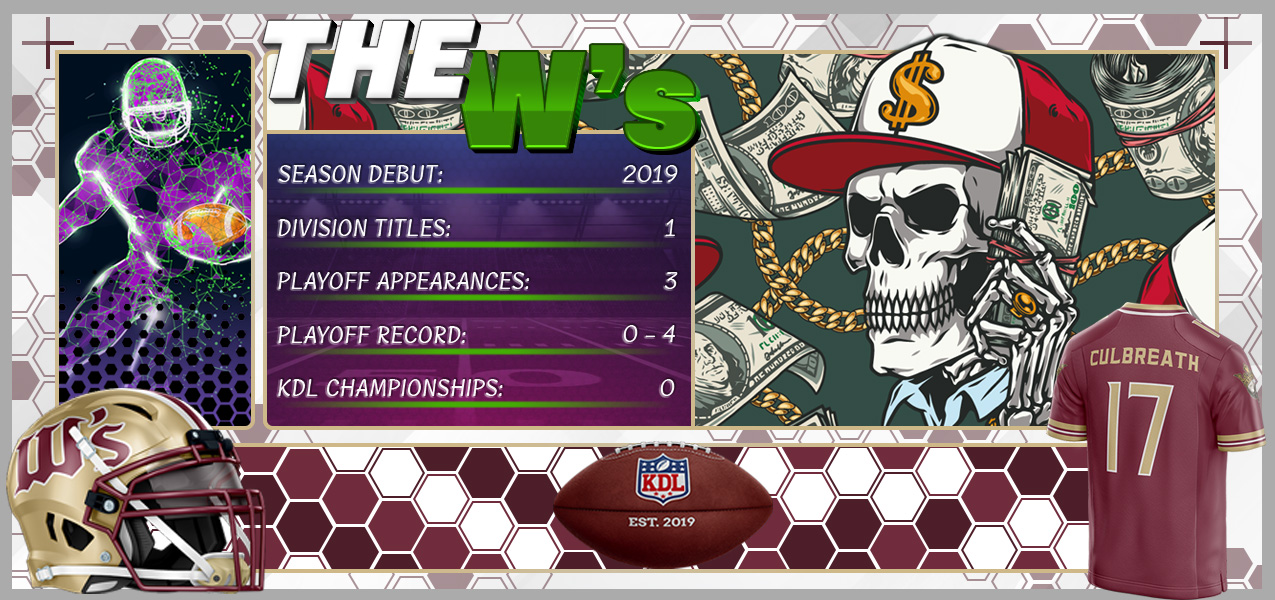 THE
W's
SEASON DEBUT: 2019
DIVISION TITLES: 1
PLAYOFF APPEARANCES: 3
PLAYOFF RECORD: 0 – 4
KDL CHAMPIONSHIPS: 0
$
100
CULBREATH
17
W's
KDL
EST. 2019